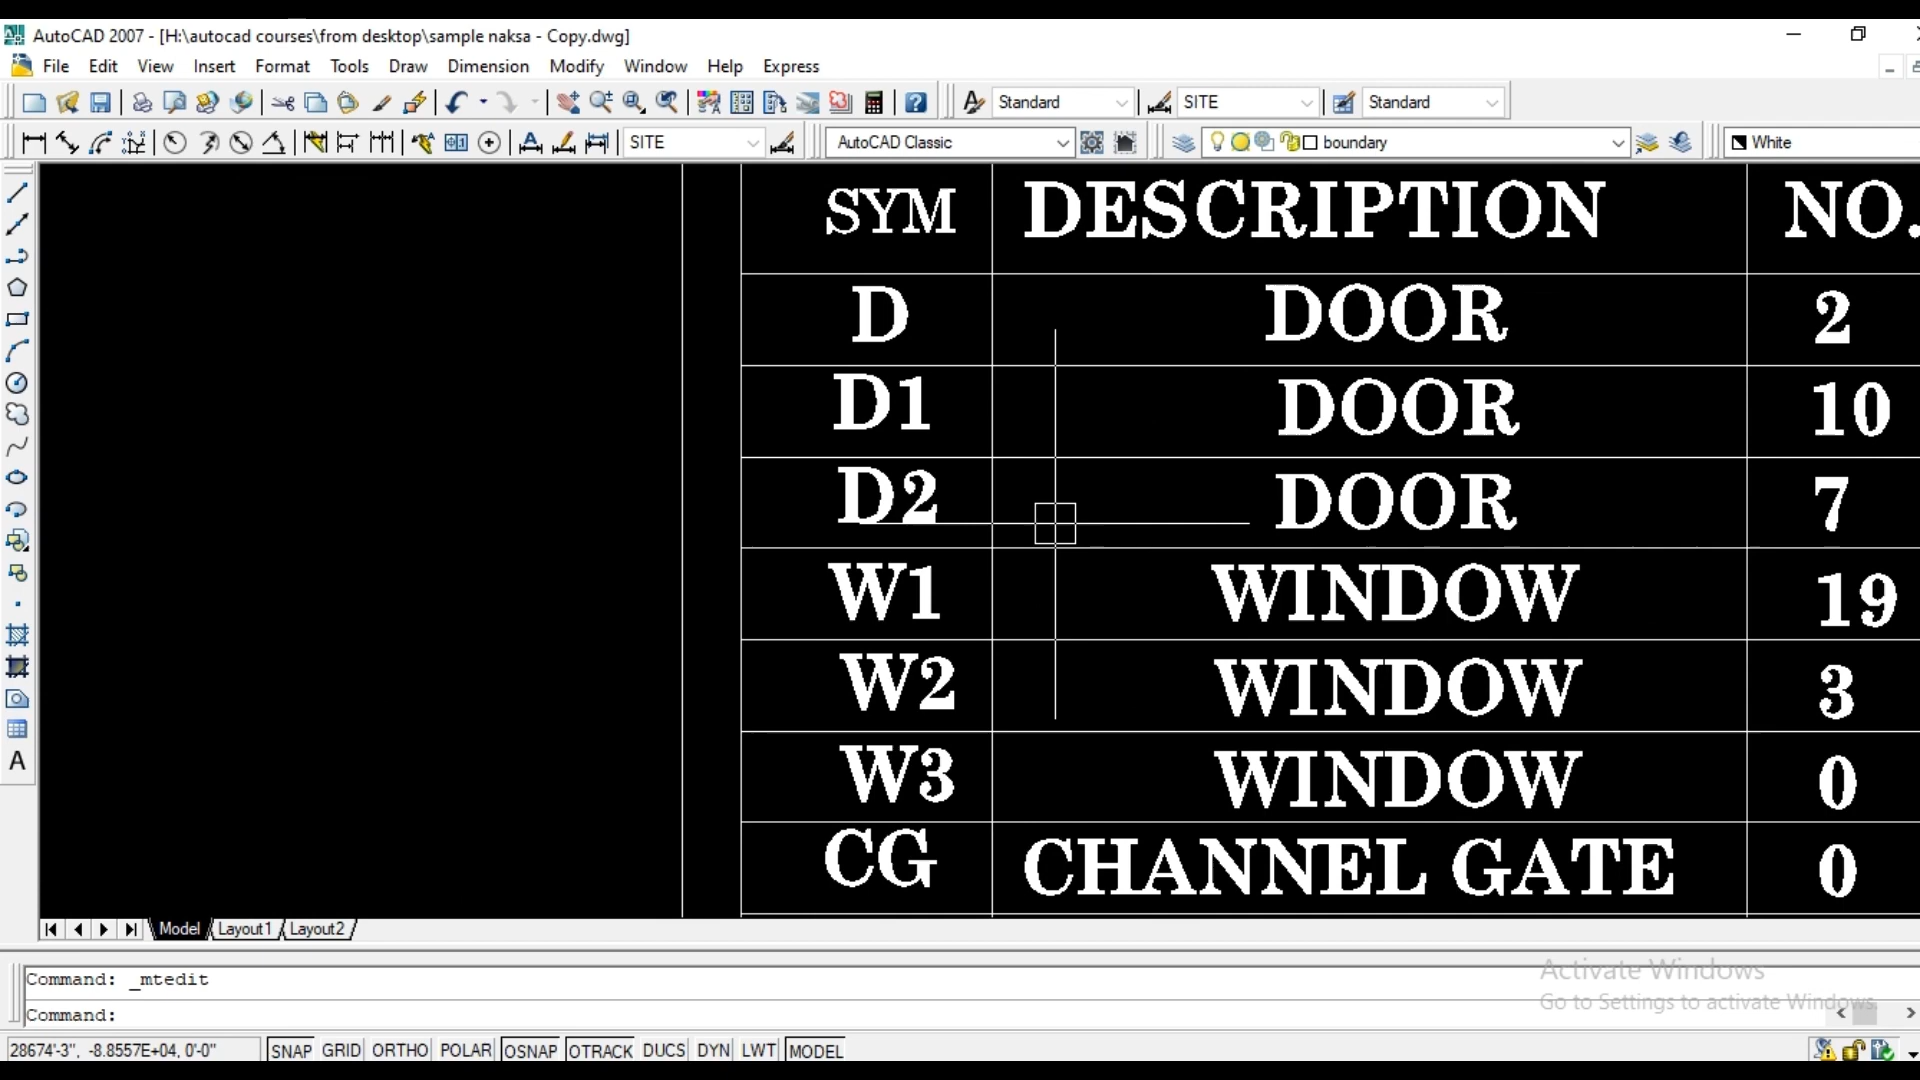 AutoCAD 2007 - [H:\autocad courses\from desktop\sample naksa - Copy.dwg]
File Edit View Insert Format Tools Draw Dimension Modify Window Help Express
Standard SITE Standard
SITE AutoCAD Classic boundary White
SYM DESCRIPTION NO.
D DOOR 2
D1 DOOR 10
D2 DOOR 7
W1 WINDOW 19
W2 WINDOW 3
W3 WINDOW 0
CG CHANNEL GATE 0
Model Layout1 Layout2
Command: _mtedit
Command:
Activate Windows
Go to Settings to activate Windows.
28674'-3", -8.8557E+04, 0'-0" SNAP GRID ORTHO POLAR OSNAP OTRACK DUCS DYN LWT MODEL